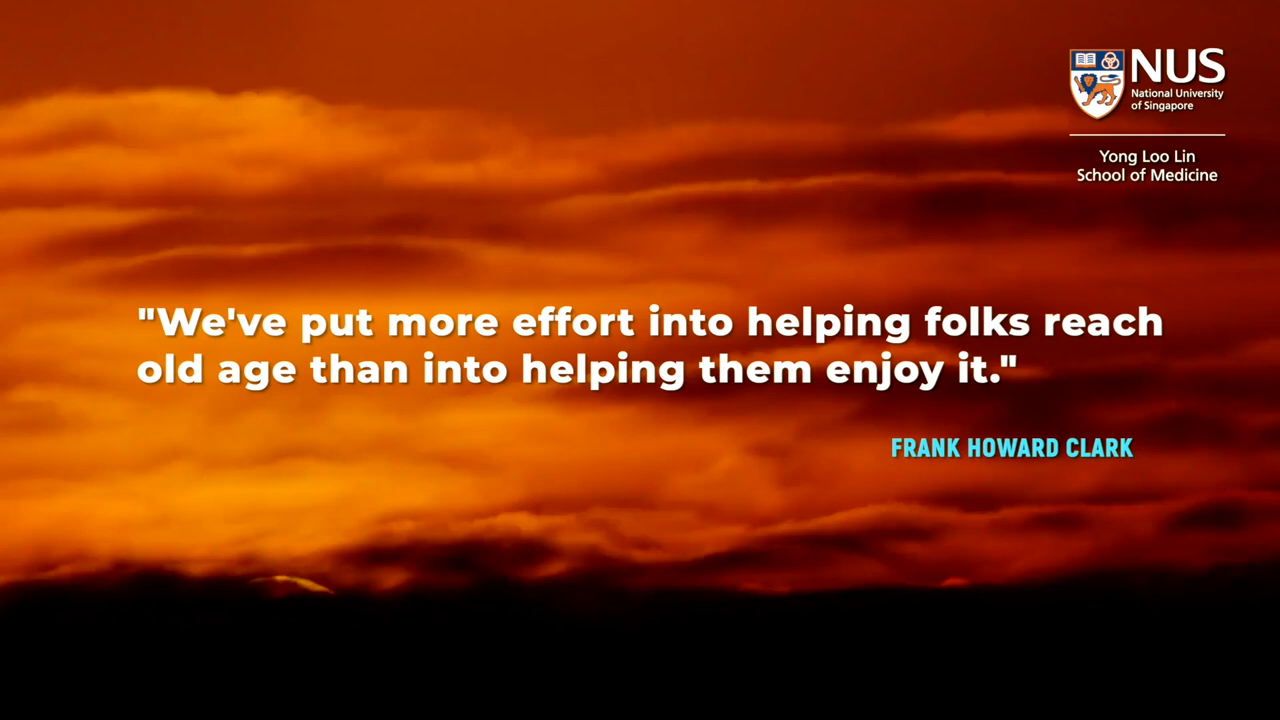 NUS
National University
of Singapore
Yong Loo Lin
School of Medicine
"We've put more effort into helping folks reach
old age than into helping them enjoy it."
FRANK HOWARD CLARK